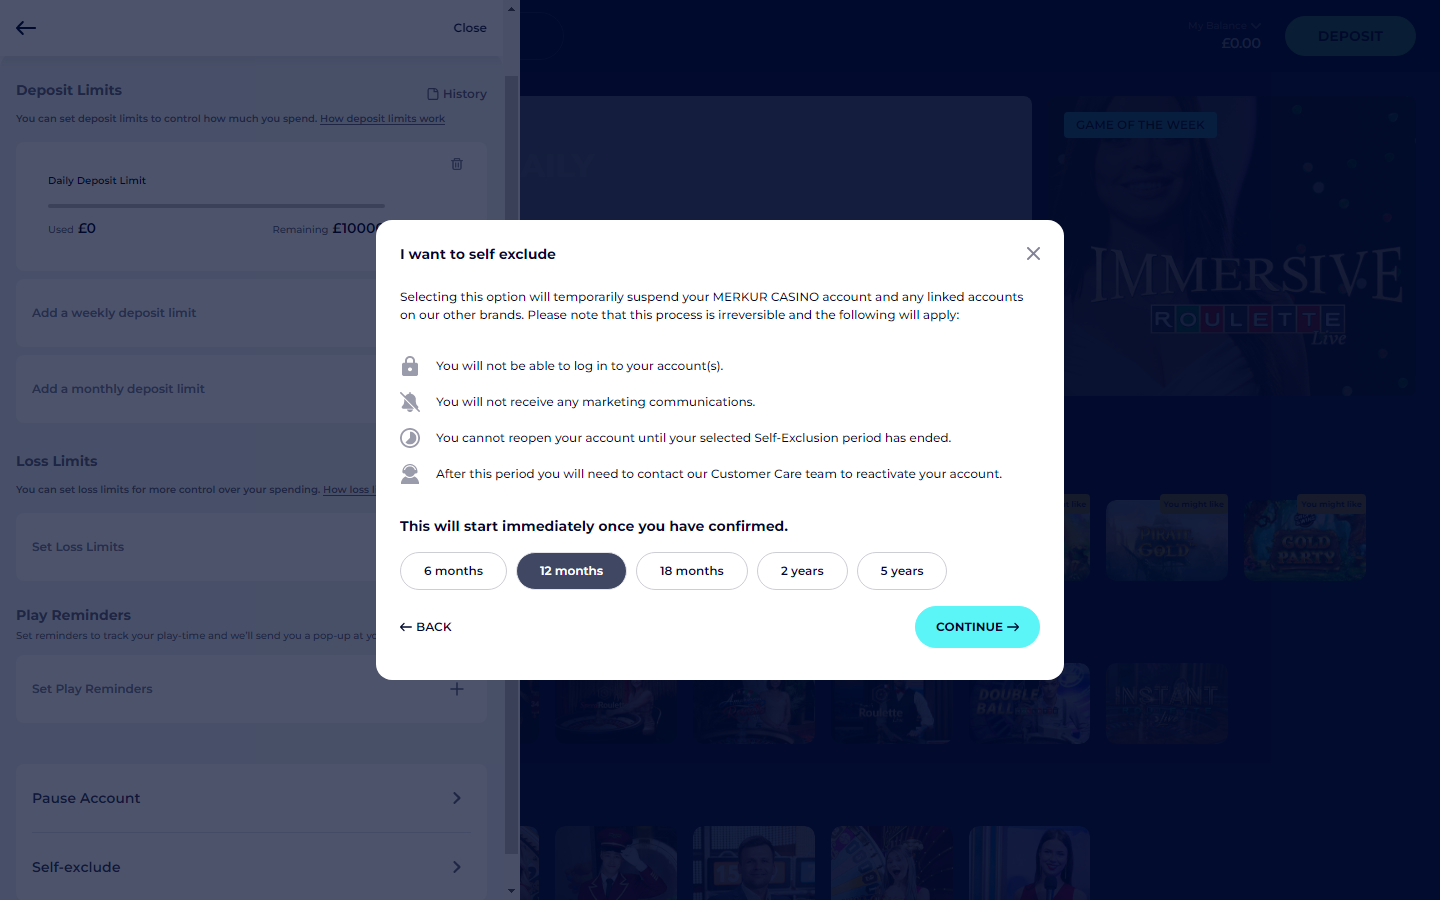 Close
My Balance
£0.00
DEPOSIT
Deposit Limits
History
You can set deposit limits to control how much you spend. How deposit limits work
Daily Deposit Limit
Used £0
Remaining £1000
Add a weekly deposit limit
Add a monthly deposit limit
Loss Limits
You can set loss limits for more control over your spending. How loss
Set Loss Limits
Play Reminders
Set reminders to track your play-time and we'll send you a pop-up at
Set Play Reminders
Pause Account
Self-exclude
I want to self exclude
Selecting this option will temporarily suspend your MERKUR CASINO account and any linked accounts
on our other brands. Please note that this process is irreversible and the following will apply:
You will not be able to log in to your account(s).
You will not receive any marketing communications.
You cannot reopen your account until your selected Self-Exclusion period has ended.
After this period you will need to contact our Customer Care team to reactivate your account.
This will start immediately once you have confirmed.
6 months
12 months
18 months
2 years
5 years
BACK
CONTINUE
GAME OF THE WEEK
IMMERSIVE
ROULETTE
Live
You might like
You might like
PIRATE
GOLD
GOLD
PARTY
Roulette
DOUBLE
BALL
INSTANT